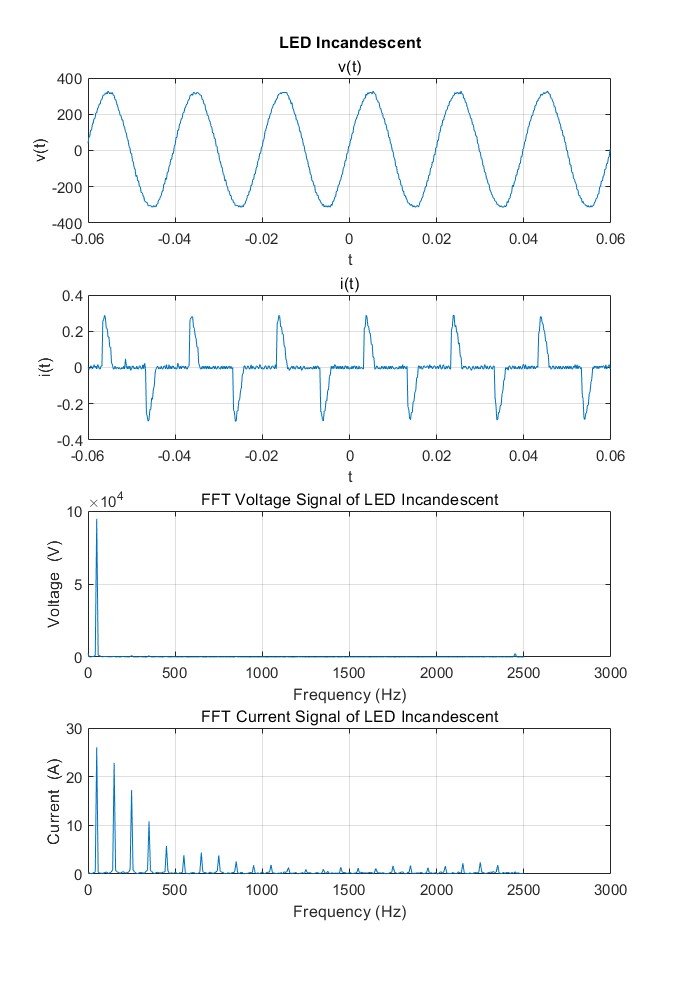 LED Incandescent
v(t)
400
200
0
-200
-400
v(t)
-0.06 -0.04 -0.02 0 0.02 0.04 0.06
t
i(t)
0.4
0.2
0
-0.2
-0.4
i(t)
-0.06 -0.04 -0.02 0 0.02 0.04 0.06
t
×10⁴ FFT Voltage Signal of LED Incandescent
10
5
0
Voltage (V)
0 500 1000 1500 2000 2500 3000
Frequency (Hz)
FFT Current Signal of LED Incandescent
30
20
10
0
Current (A)
0 500 1000 1500 2000 2500 3000
Frequency (Hz)